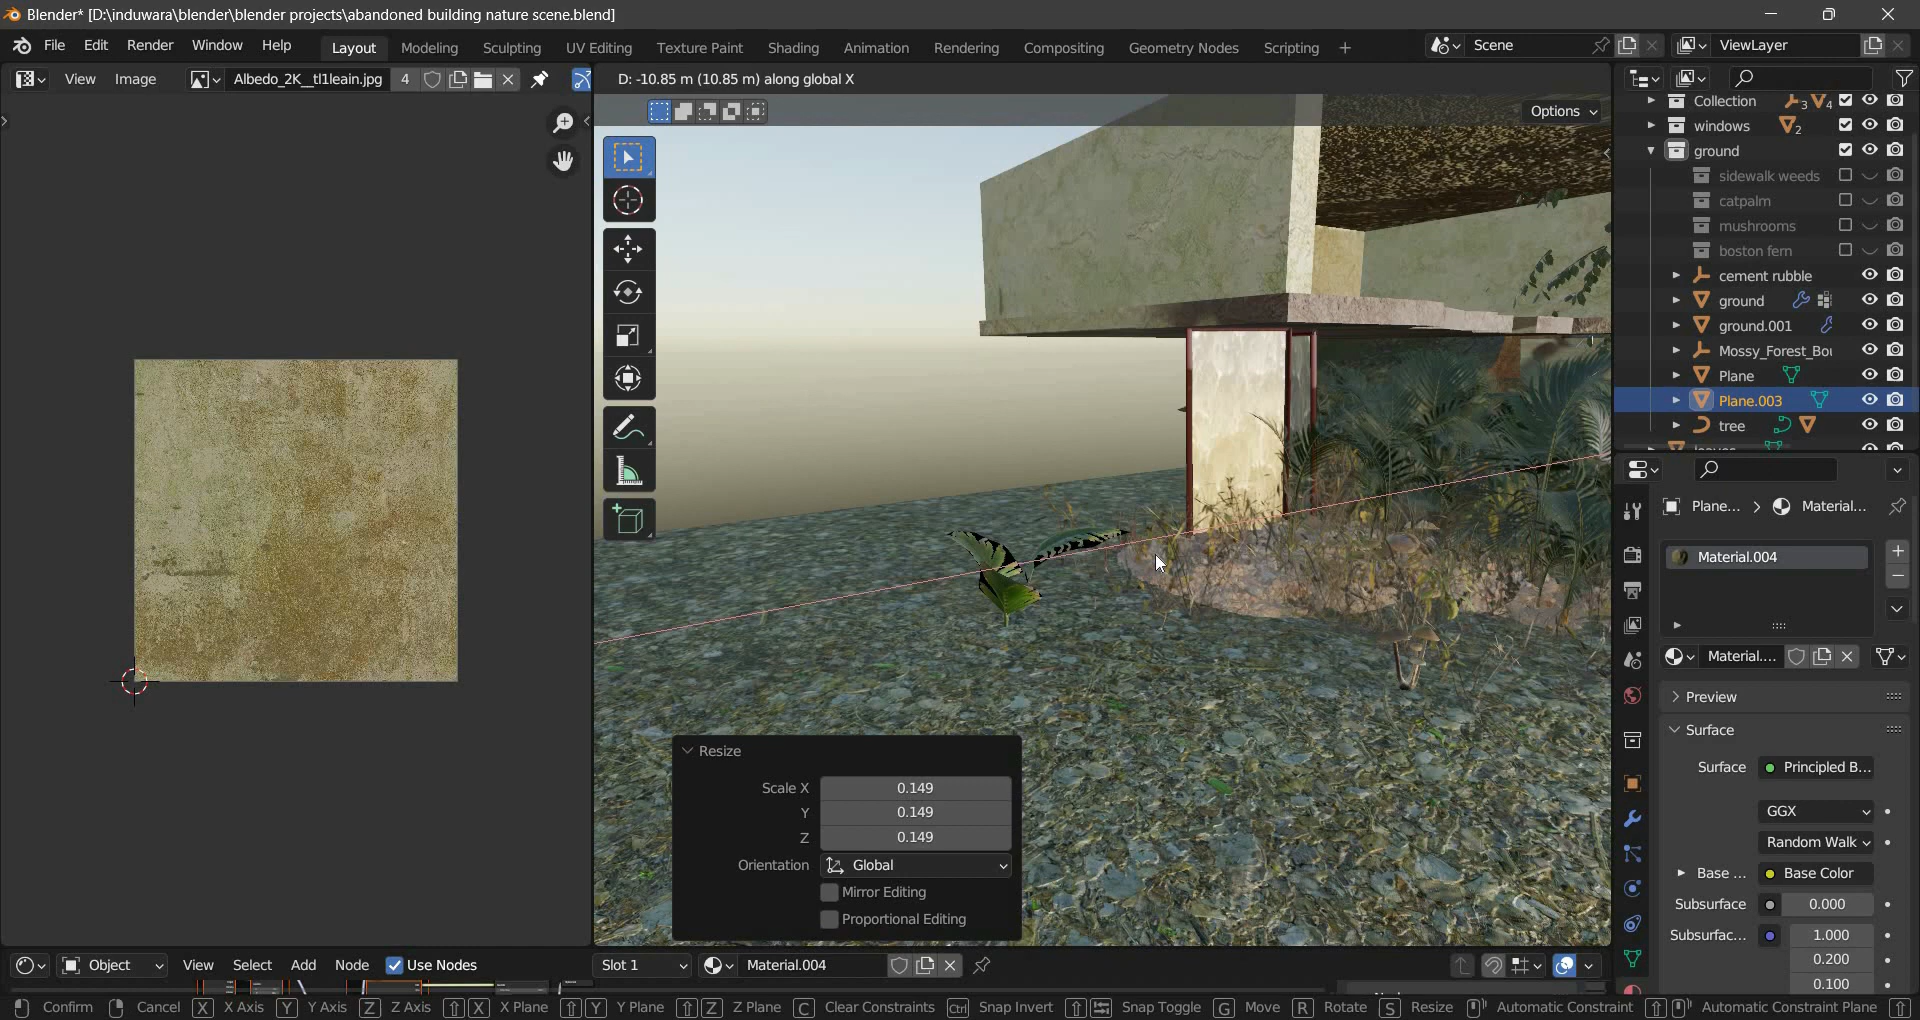 Blender* [D:\induwara\blender\blender projects\abandoned building nature scene.blend]
File Edit Render Window Help Layout Modeling Sculpting UV Editing Texture Paint Shading Animation Rendering Compositing Geometry Nodes Scripting + Scene ViewLayer
View Image Albedo_2K__tl1leain.jpg 4 D: -10.85 m (10.85 m) along global X
Options
Collection 3 4
windows 2
ground
sidewalk weeds
catpalm
mushrooms
boston fern
cement rubble
ground
ground.001
Mossy_Forest_Bou
Plane
Plane.003
tree
Plane... > Material...
Material.004
Material....
Preview
Surface
Surface Principled B...
GGX
Random Walk
Base ... Base Color
Subsurface 0.000
Subsurfac... 1.000
0.200
0.100
Resize
Scale X 0.149
Y 0.149
Z 0.149
Orientation Global
Mirror Editing
Proportional Editing
Object View Select Add Node Use Nodes Slot 1 Material.004
Confirm Cancel X X Axis Y Y Axis Z Z Axis X X Plane Y Y Plane Z Z Plane C Clear Constraints Ctrl Snap Invert Snap Toggle G Move R Rotate S Resize Automatic Constraint Automatic Constraint Plane